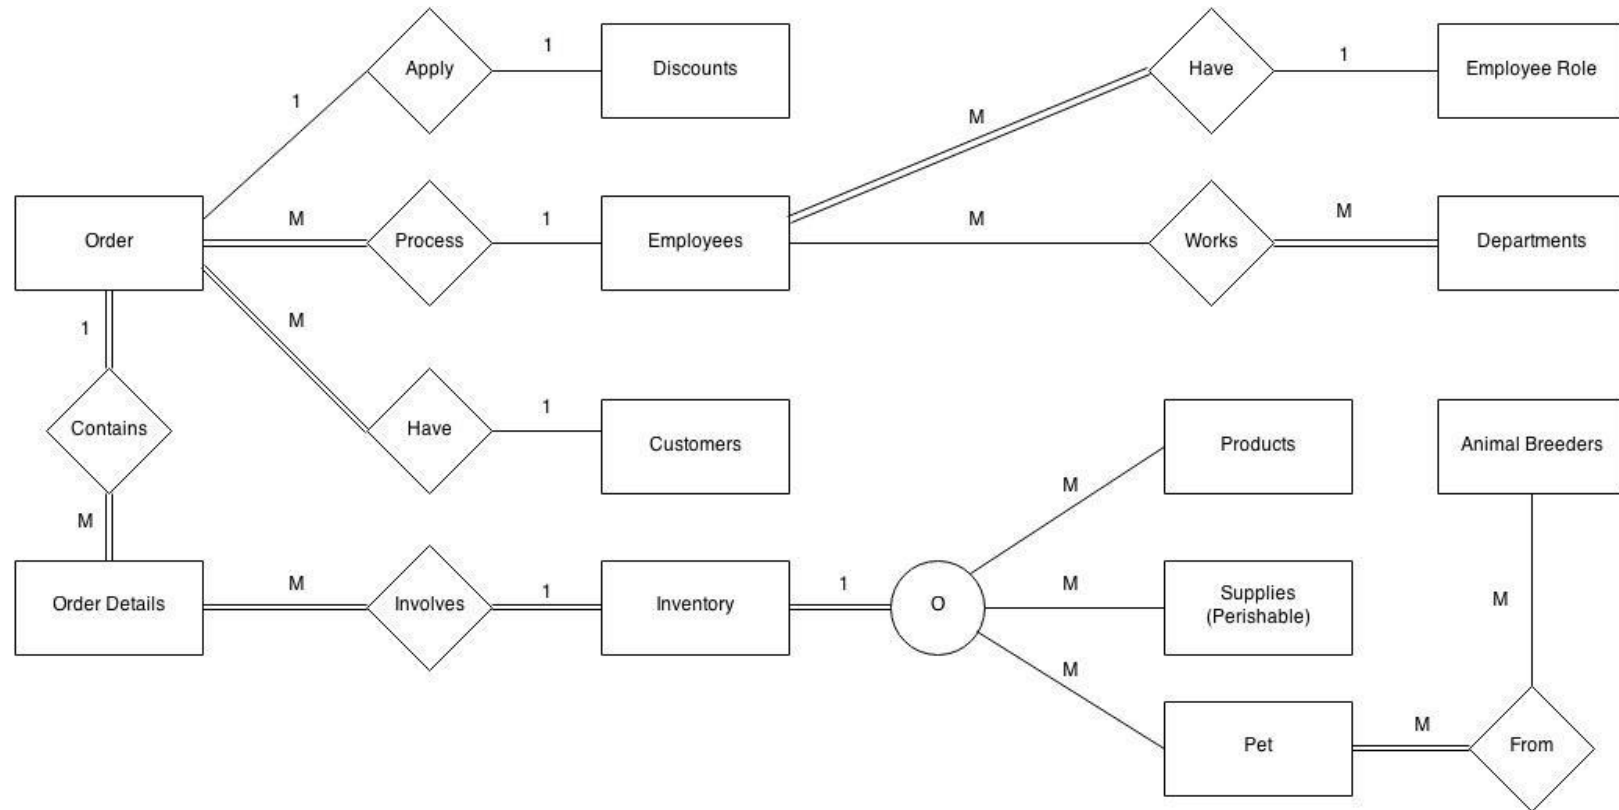 Apply
1
Discounts
Have
1
Employee Role
1
M
Order
M
Process
1
Employees
M
Works
M
Departments
1
M
Contains
Have
1
Customers
Products
Animal Breeders
M
M
Order Details
M
Involves
1
Inventory
1
O
M
Supplies
(Perishable)
M
M
Pet
M
From